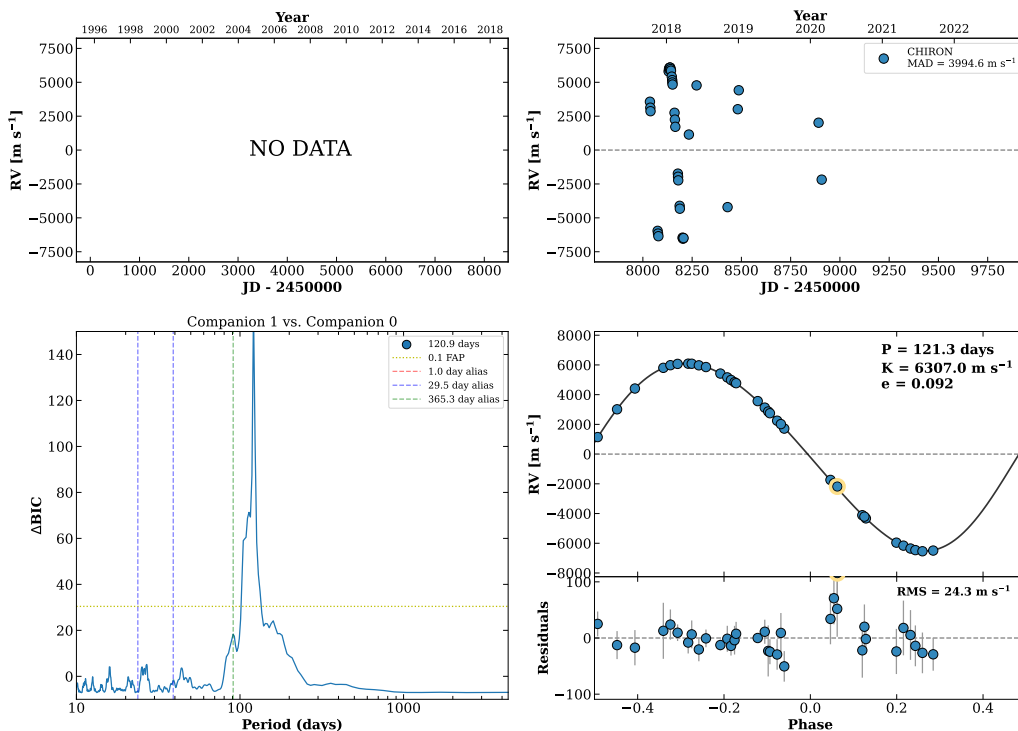 Year
1996 1998 2000 2002 2004 2006 2008 2010 2012 2014 2016 2018
7500
5000
2500
0
−2500
−5000
−7500
RV [m s⁻¹]
NO DATA
0 1000 2000 3000 4000 5000 6000 7000 8000
JD - 2450000
Year
2018 2019 2020 2021 2022
7500
5000
2500
0
−2500
−5000
−7500
RV [m s⁻¹]
CHIRON
MAD = 3994.6 m s⁻¹
8000 8250 8500 8750 9000 9250 9500 9750
JD - 2450000
Companion 1 vs. Companion 0
140
120
100
80
60
40
20
0
ΔBIC
120.9 days
0.1 FAP
1.0 day alias
29.5 day alias
365.3 day alias
10 100 1000
Period (days)
8000
6000
4000
2000
0
−2000
−4000
−6000
−8000
RV [m s⁻¹]
P = 121.3 days
K = 6307.0 m s⁻¹
e = 0.092
100
0
−100
Residuals
RMS = 24.3 m s⁻¹
−0.4 −0.2 0.0 0.2 0.4
Phase